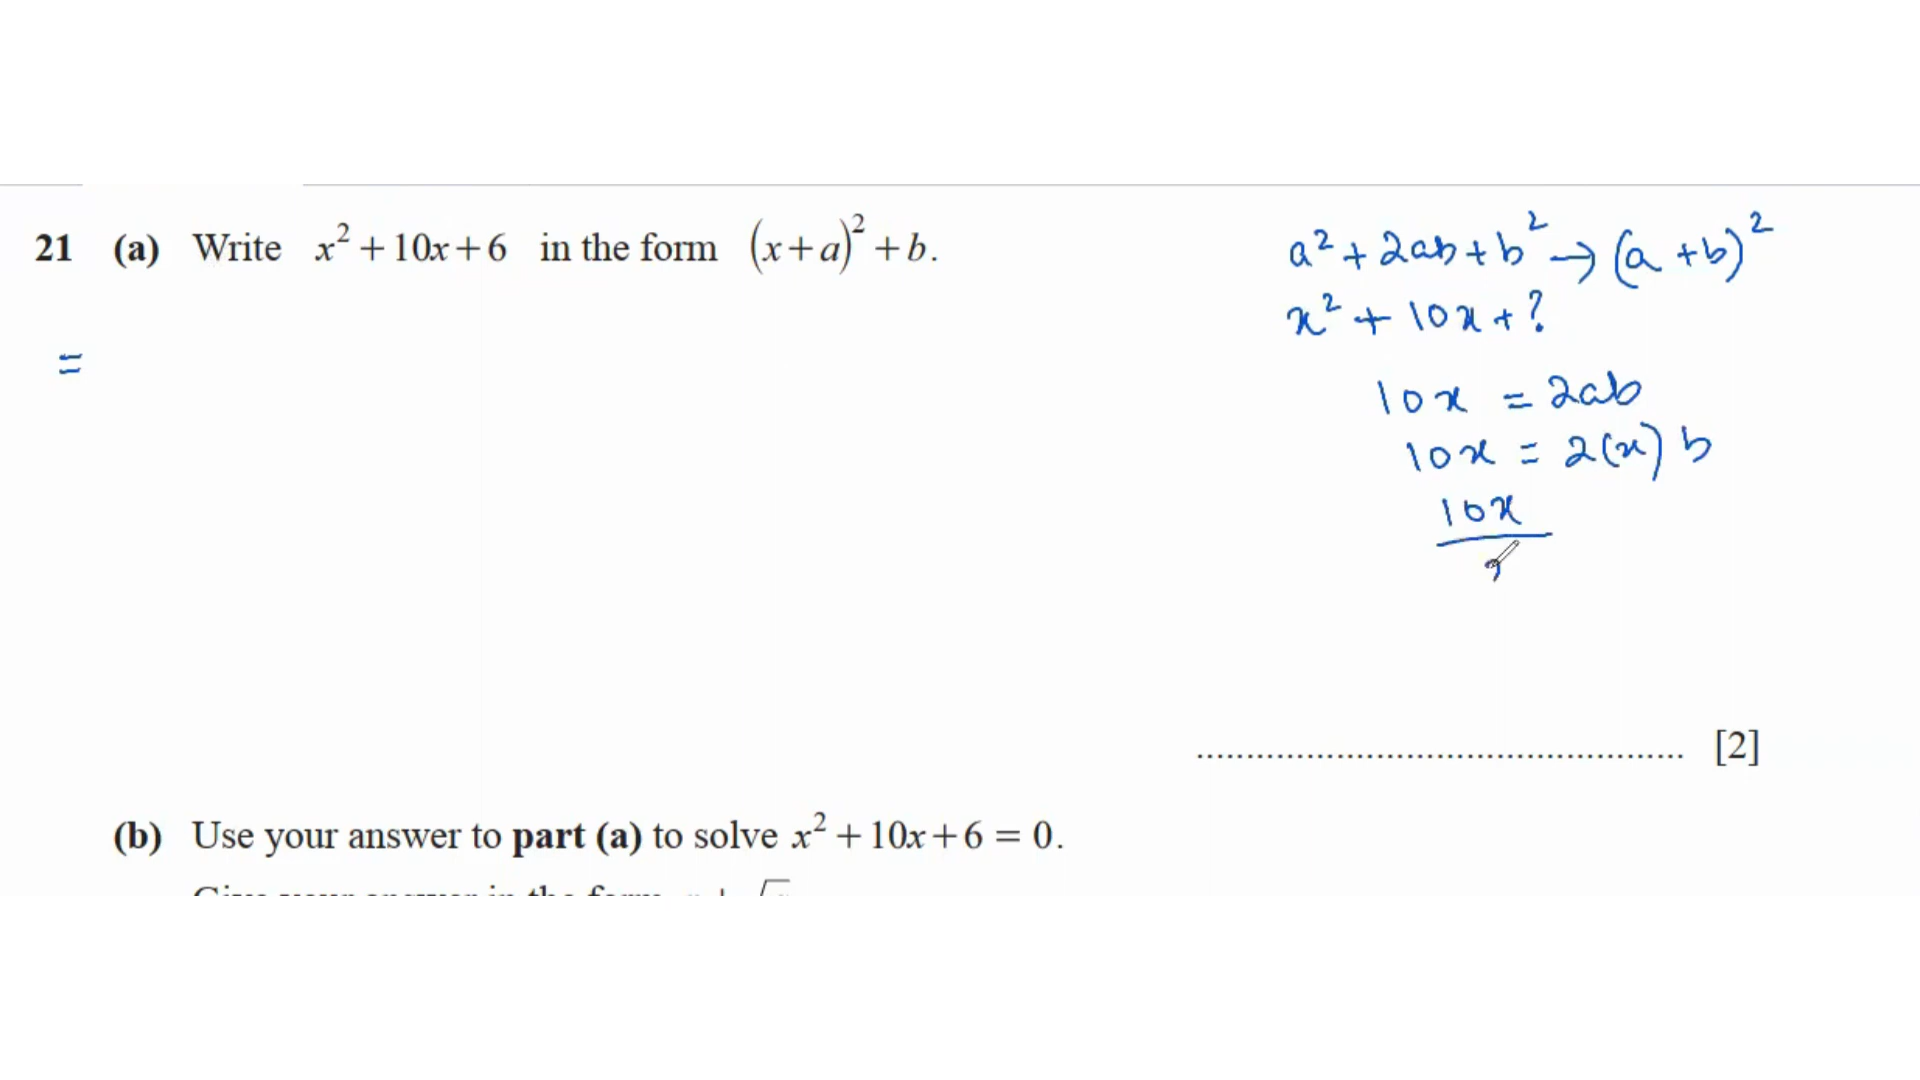 21 (a) Write x² + 10x + 6 in the form (x + a)² + b.
a² + 2ab + b² → (a + b)²
x² + 10x + ?
=
10x = 2ab
10x = 2(x) b
10x
[2]
(b) Use your answer to part (a) to solve x² + 10x + 6 = 0.